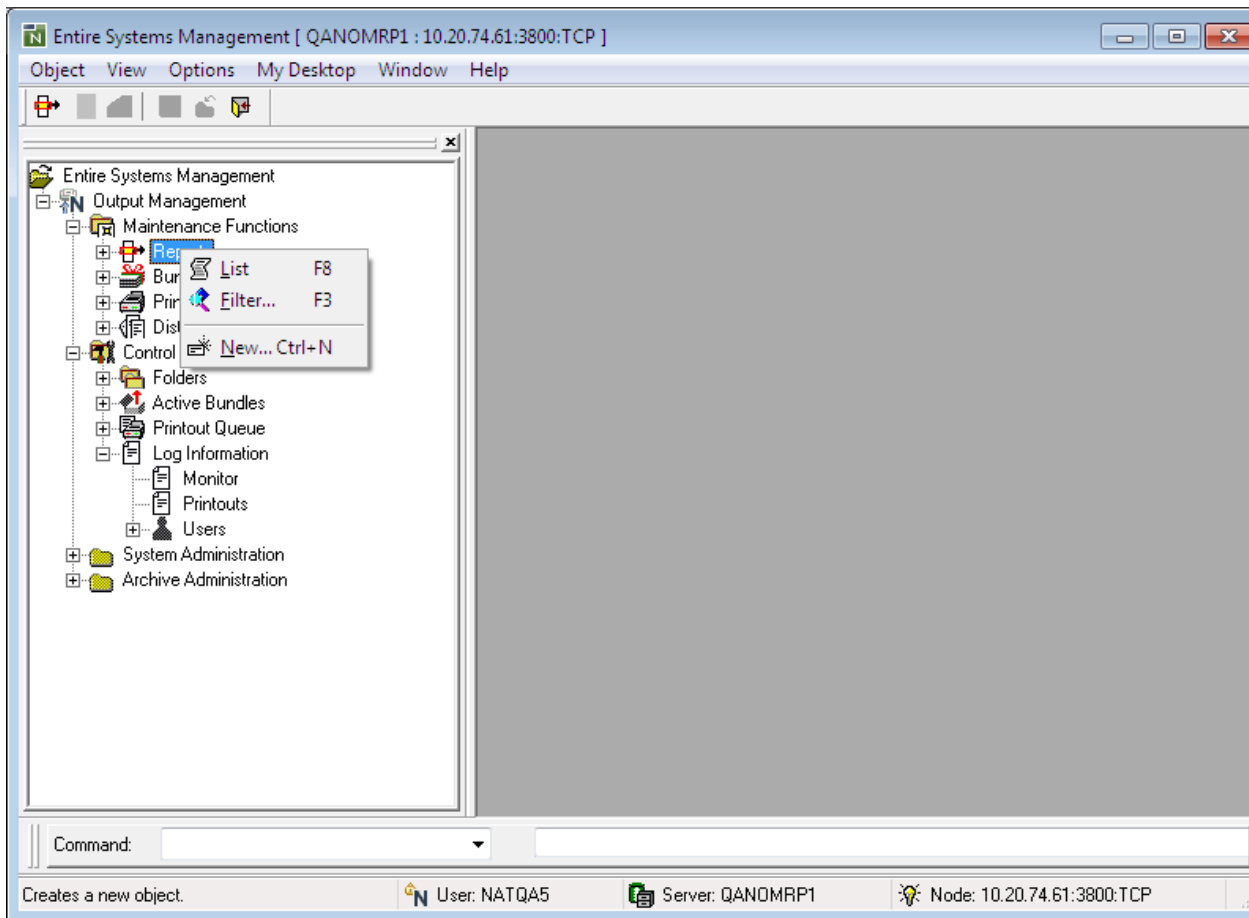 Entire Systems Management [ QANOMRP1 : 10.20.74.61:3800:TCP ]
Object View Options My Desktop Window Help
Entire Systems Management
Output Management
Maintenance Functions
List F8
Filter... F3
New... Ctrl+N
Control
Folders
Active Bundles
Printout Queue
Log Information
Monitor
Printouts
Users
System Administration
Archive Administration
Command:
Creates a new object. User: NATQA5 Server: QANOMRP1 Node: 10.20.74.61:3800:TCP